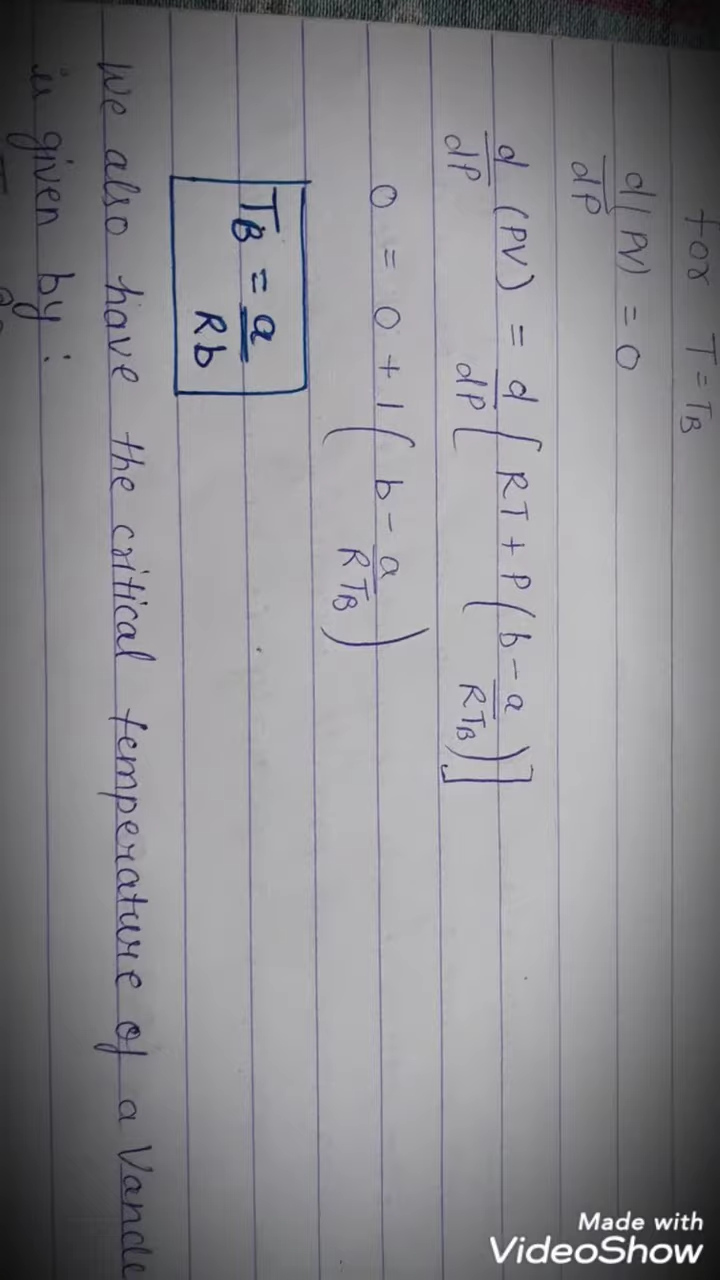 for T = TB
d(PV)/dP = 0
d/dP (PV) = d/dP [RT + P(b - a/RTB)]
0 = 0 + 1(b - a/RTB)
TB = a/Rb
We also have the critical temperature of a Vande
is given by:
Made with
VideoShow